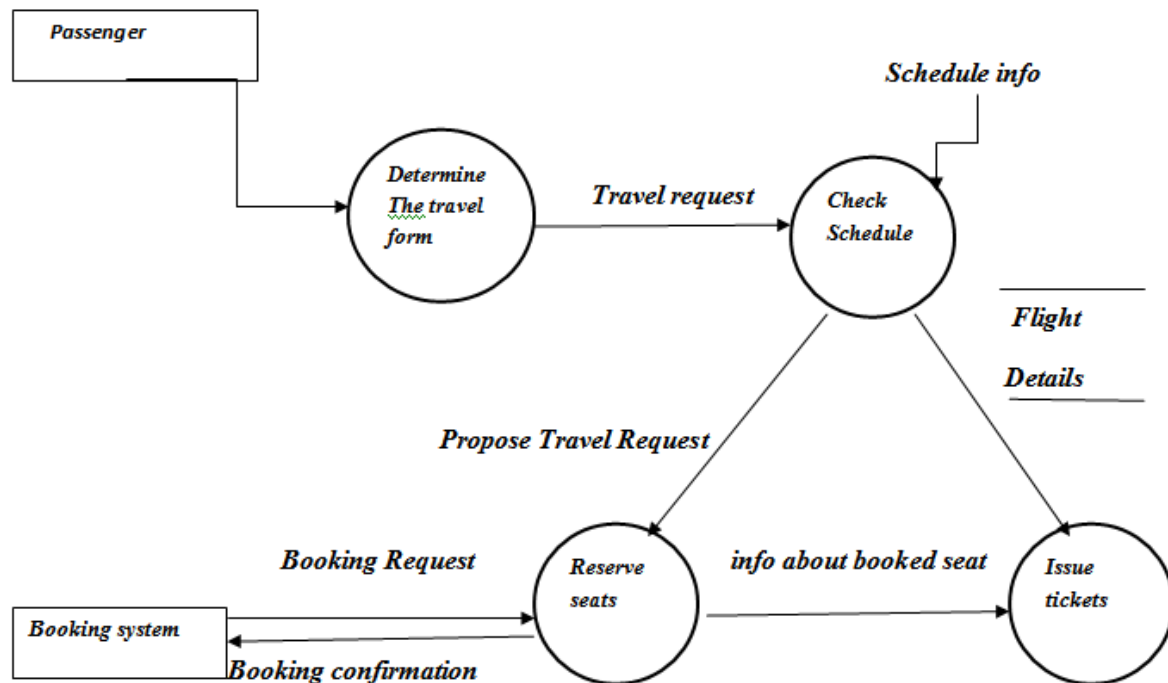 Passenger
Schedule info
Determine
The travel
form
Travel request
Check
Schedule
Flight
Details
Propose Travel Request
Booking Request
Reserve
seats
info about booked seat
Issue
tickets
Booking system
Booking confirmation